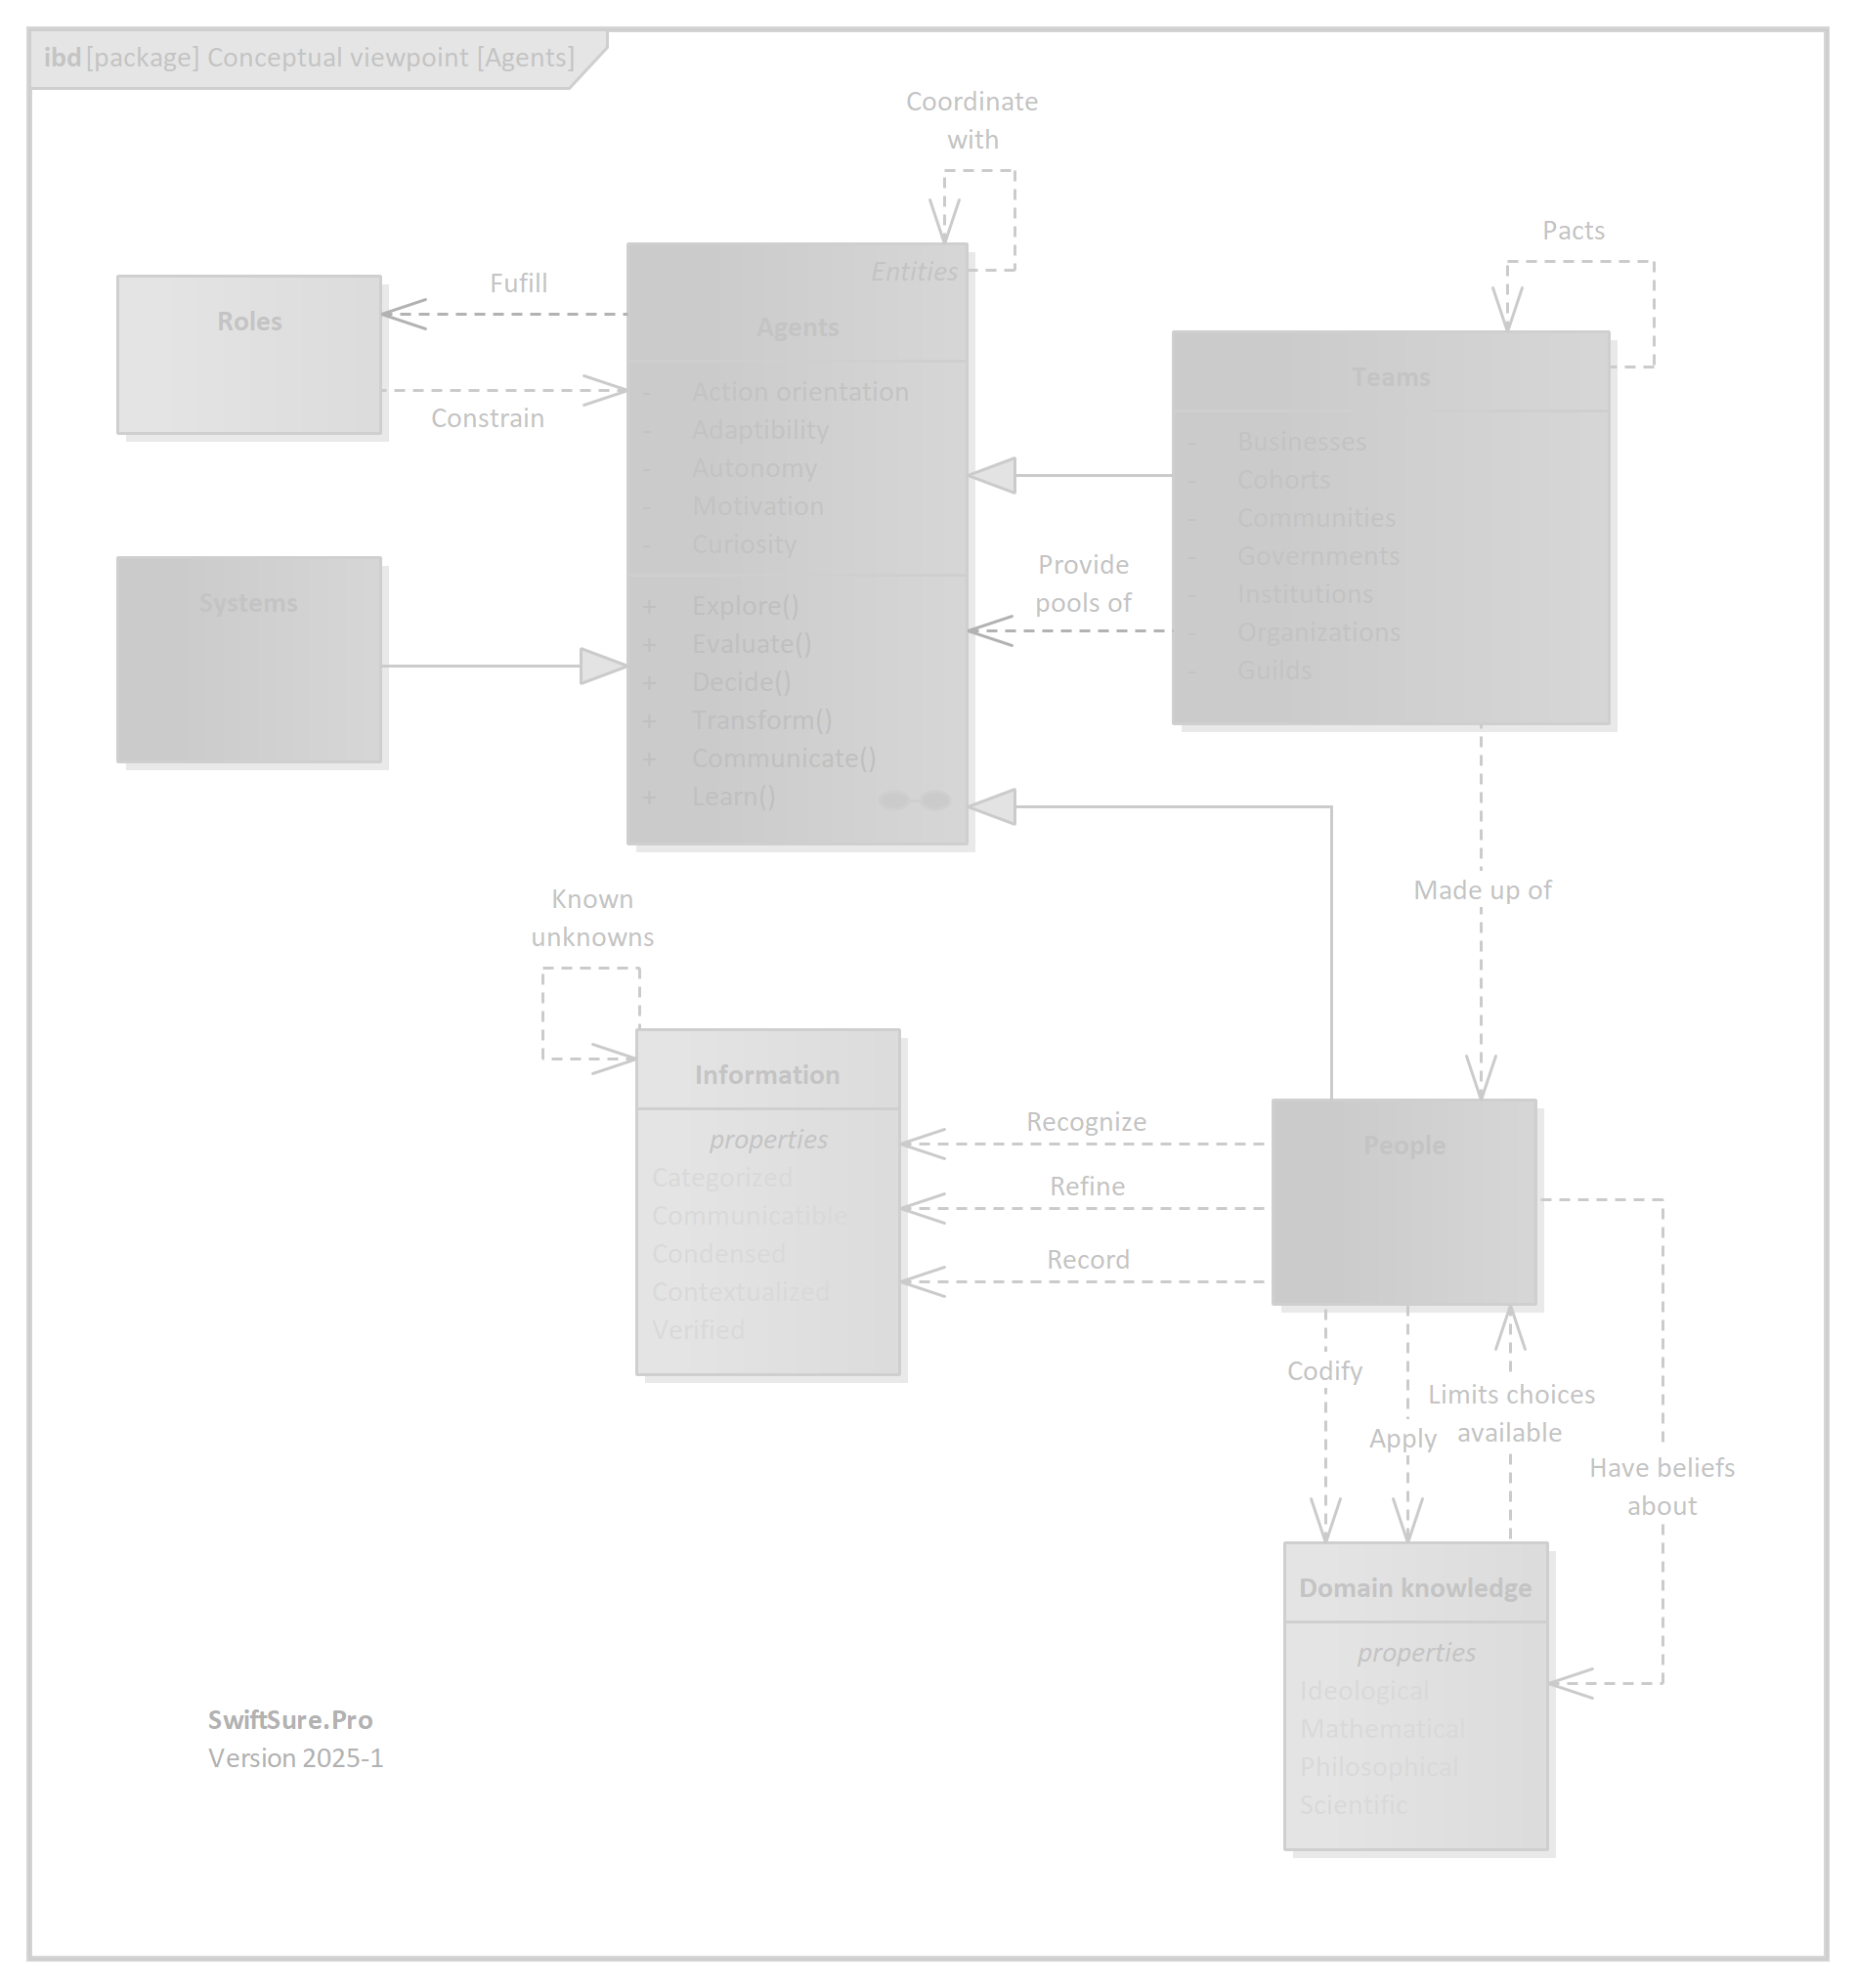 ibd [package] Conceptual viewpoint [Agents]
Coordinate
with
Pacts
Entities
Fufill
Roles
Agents
Constrain
Teams
- Action orientation
- Adaptibility
- Autonomy
- Motivation
- Curiosity
- Businesses
- Cohorts
- Communities
- Governments
- Institutions
- Organizations
- Guilds
Provide
pools of
Systems
+ Explore()
+ Evaluate()
+ Decide()
+ Transform()
+ Communicate()
+ Learn()
Made up of
Known
unknowns
Information
properties
Categorized
Communicatible
Condensed
Contextualized
Verified
Recognize
Refine
Record
People
Codify
Apply
Limits choices
available
Have beliefs
about
Domain knowledge
properties
Ideological
Mathematical
Philosophical
Scientific
SwiftSure.Pro
Version 2025-1